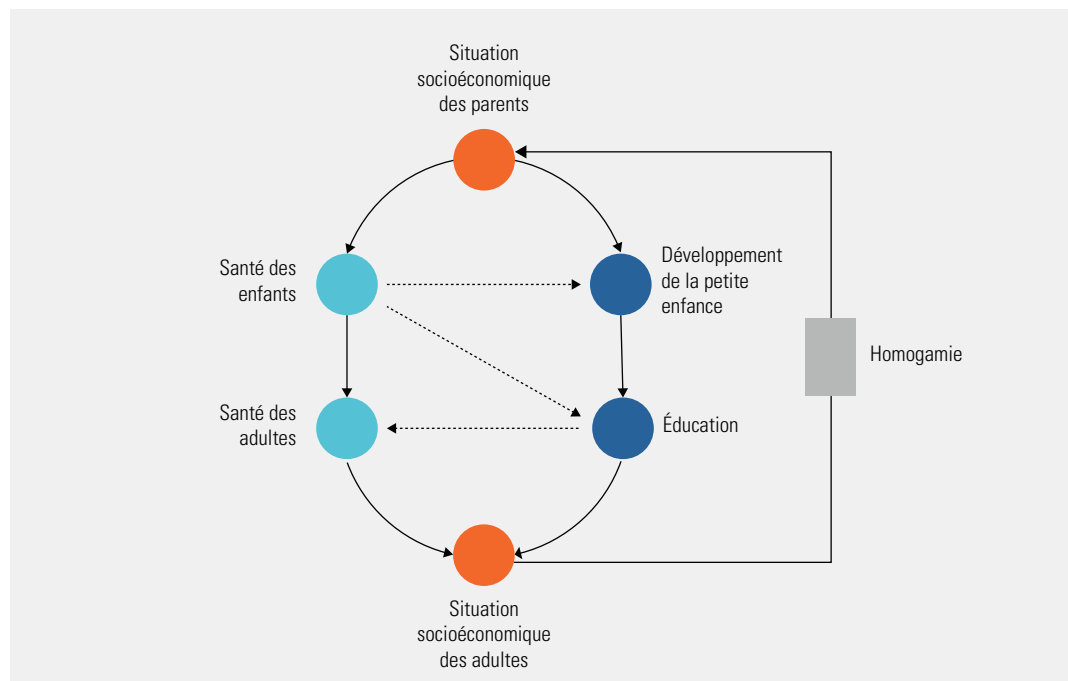 Situation
socioéconomique
des parents
Santé des
enfants
Développement
de la petite
enfance
Homogamie
Santé des
adultes
Éducation
Situation
socioéconomique
des adultes